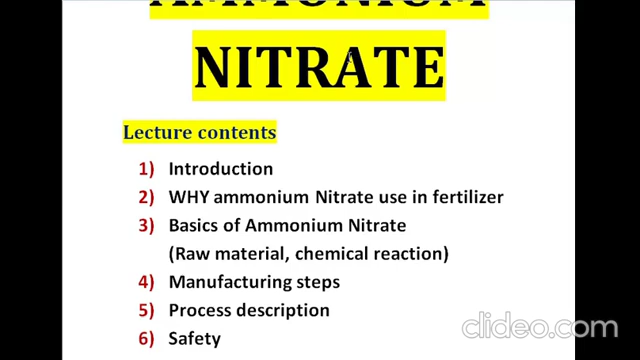 AMMONIUM
NITRATE
Lecture contents
1) Introduction
2) WHY ammonium Nitrate use in fertilizer
3) Basics of Ammonium Nitrate
(Raw material, chemical reaction)
4) Manufacturing steps
5) Process description
6) Safety
clideo.com